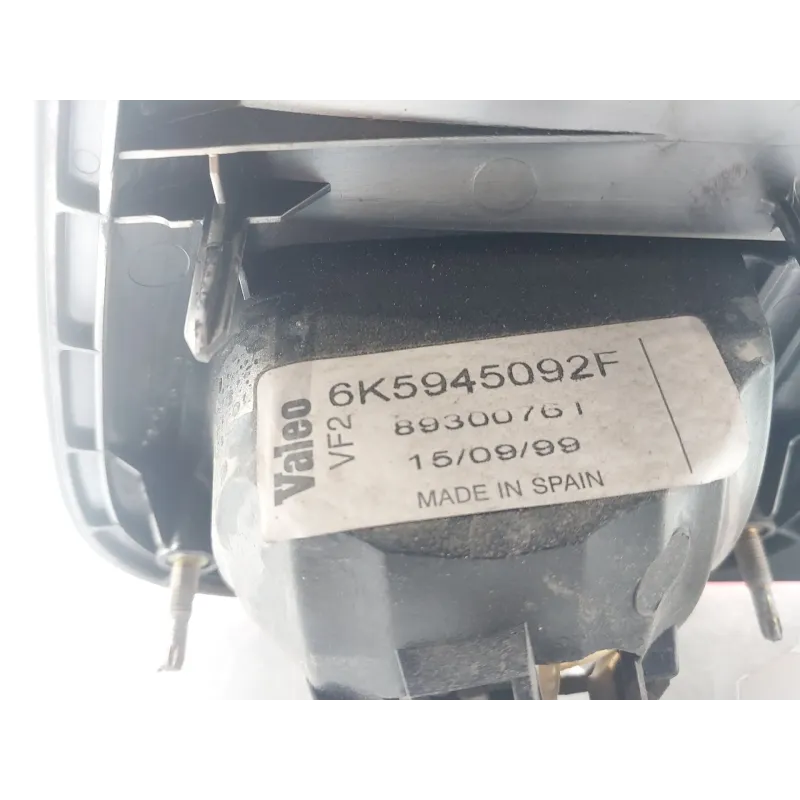 Valeo
VF2
6K5945092F
89300761
15/09/99
MADE IN SPAIN